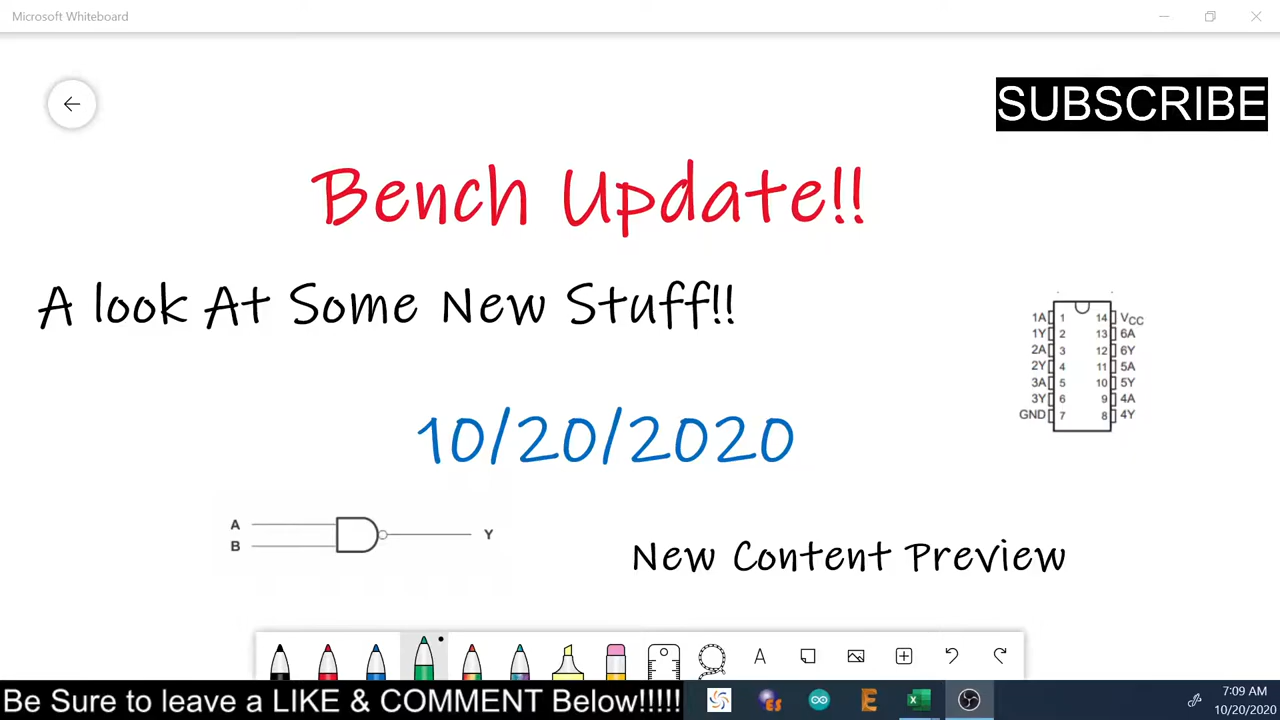 Microsoft Whiteboard
SUBSCRIBE
Bench Update!!
A look At Some New Stuff!!
1A 1 14 VCC
1Y 2 13 6A
2A 3 12 6Y
2Y 4 11 5A
3A 5 10 5Y
3Y 6 9 4A
GND 7 8 4Y
10/20/2020
A
B
Y
New Content Preview
A
Be Sure to leave a LIKE & COMMENT Below!!!!!
ES
7:09 AM
10/20/2020